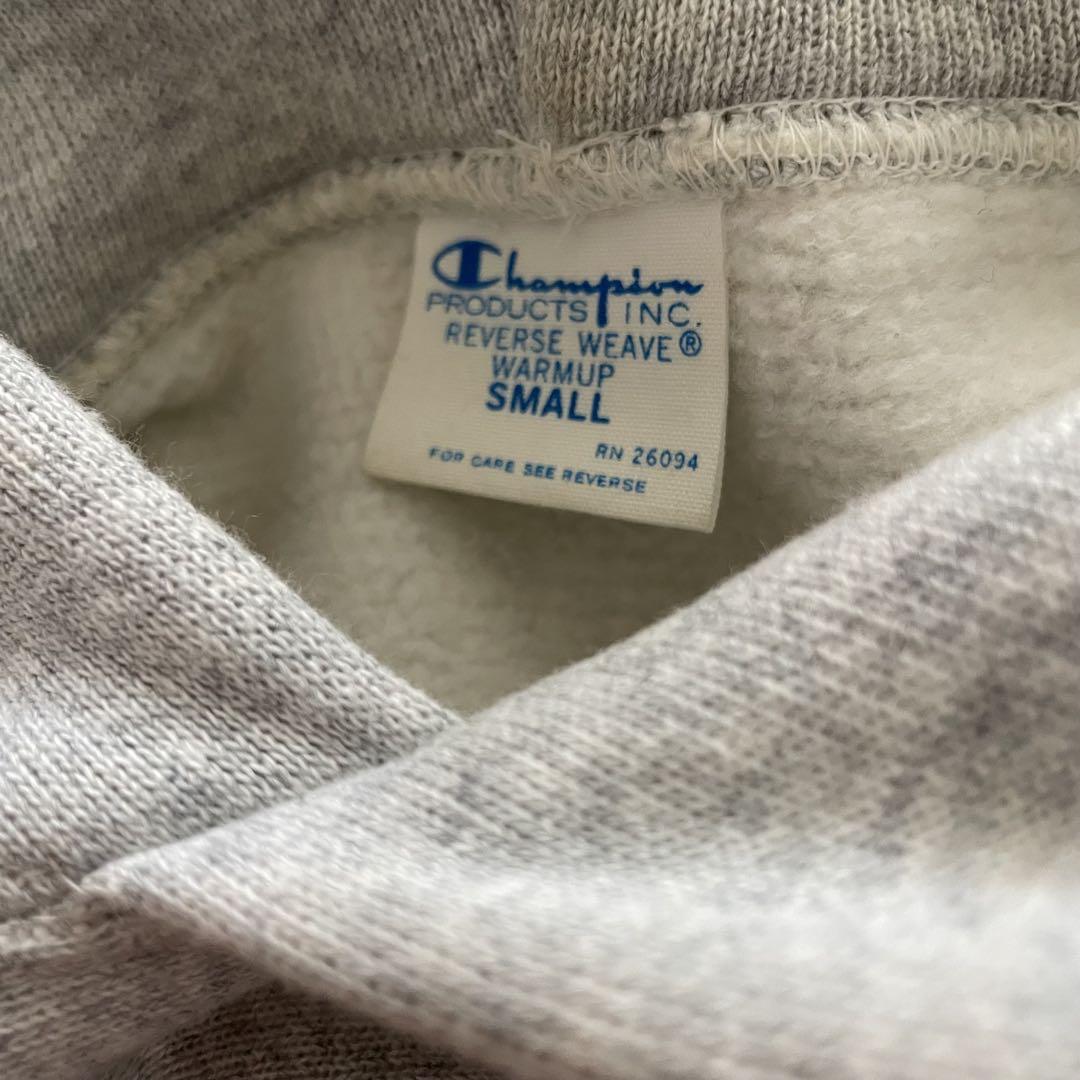 Champion
PRODUCTS INC.
REVERSE WEAVE®
WARMUP
SMALL
RN 26094
FOR CARE SEE REVERSE